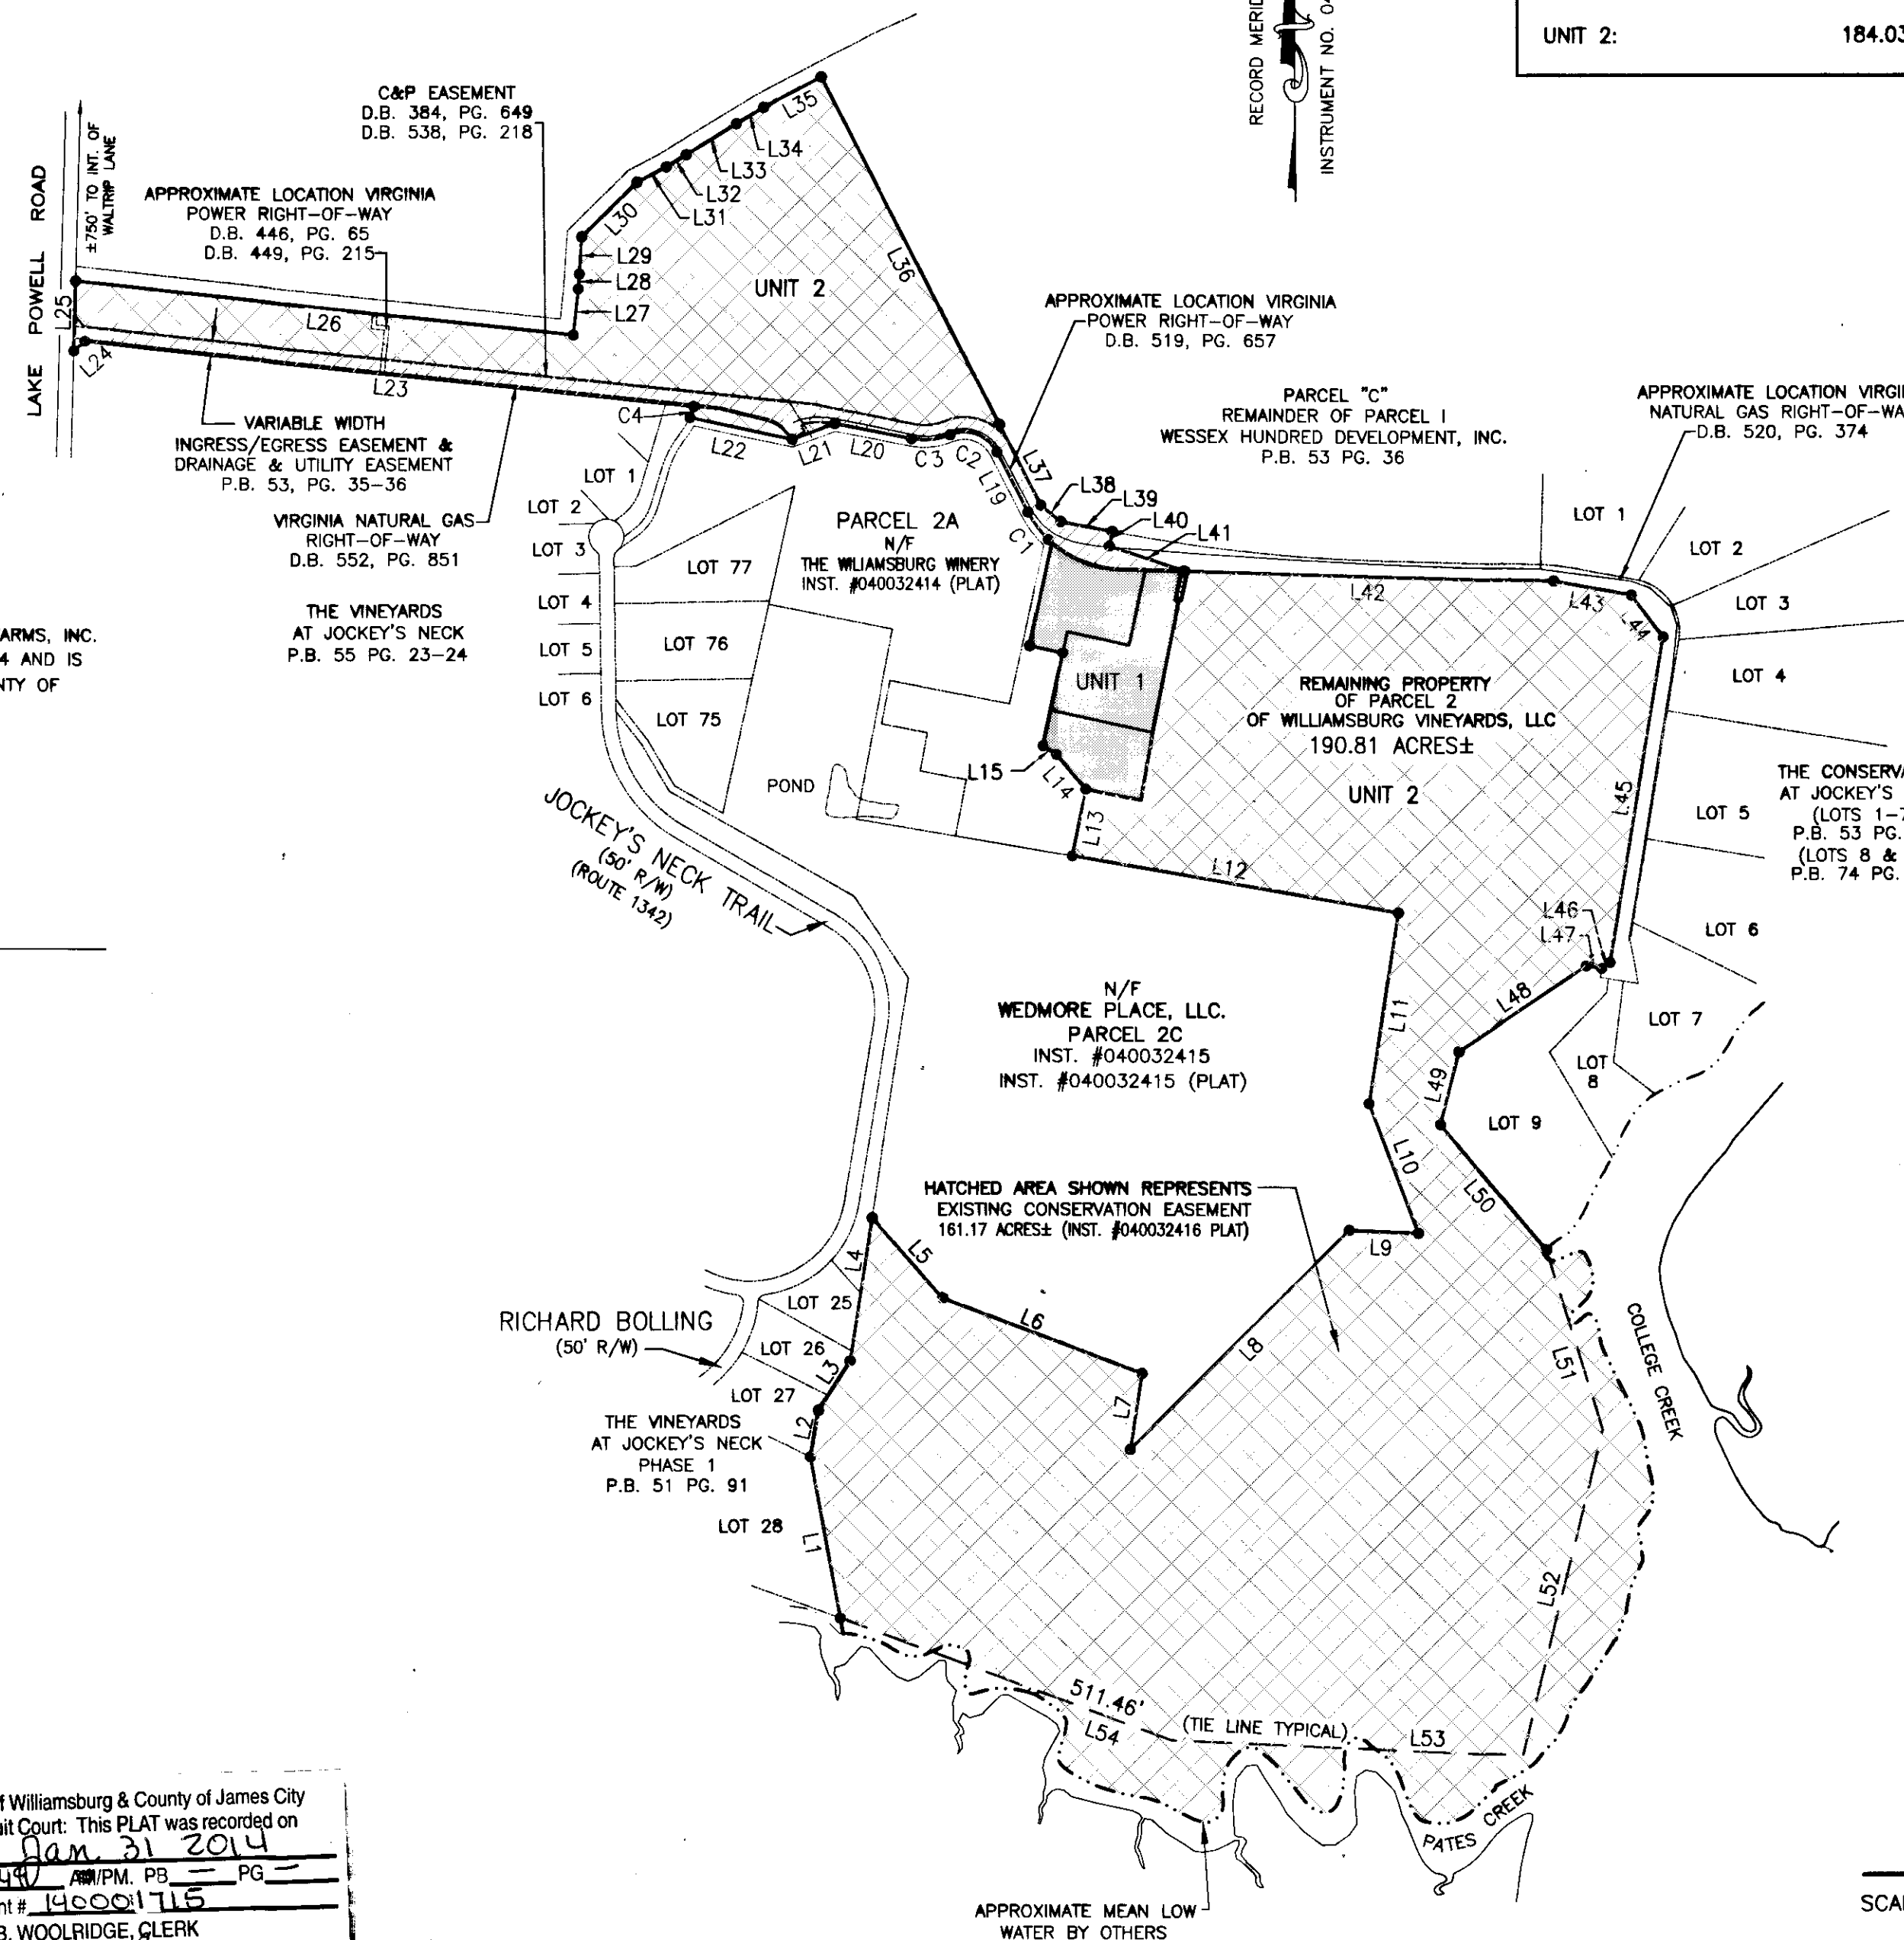 RECORD MERID
INSTRUMENT NO. 04
UNIT 2: 184.03
C&P EASEMENT
D.B. 384, PG. 649
D.B. 538, PG. 218
LAKE POWELL ROAD
±750' TO INT. OF
WALTRIP LANE
APPROXIMATE LOCATION VIRGINIA
POWER RIGHT-OF-WAY
D.B. 446, PG. 65
D.B. 449, PG. 215
L35
L34
L33
L32
L31
L30
L29
L28
L27
L36
UNIT 2
L25
L26
L24
L23
APPROXIMATE LOCATION VIRGINIA
POWER RIGHT-OF-WAY
D.B. 519, PG. 657
PARCEL "C"
REMAINDER OF PARCEL I
WESSEX HUNDRED DEVELOPMENT, INC.
P.B. 53 PG. 36
APPROXIMATE LOCATION VIRGI
NATURAL GAS RIGHT-OF-WA
D.B. 520, PG. 374
VARIABLE WIDTH
INGRESS/EGRESS EASEMENT &
DRAINAGE & UTILITY EASEMENT
P.B. 53, PG. 35-36
C4
L22
L21
L20
C3
C2
L19
C1
L37
L38
L39
L40
L41
VIRGINIA NATURAL GAS
RIGHT-OF-WAY
D.B. 552, PG. 851
LOT 1
LOT 2
LOT 3
LOT 4
LOT 5
LOT 6
LOT 77
LOT 76
LOT 75
PARCEL 2A
N/F
THE WLIAMSBURG WINERY
INST. #040032414 (PLAT)
THE VINEYARDS
AT JOCKEY'S NECK
P.B. 55 PG. 23-24
ARMS, INC.
4 AND IS
NTY OF
LOT 1
LOT 2
LOT 3
LOT 4
LOT 5
LOT 6
LOT 7
LOT
8
LOT 9
L42
L43
L44
L45
UNIT 1
REMAINING PROPERTY
OF PARCEL 2
OF WILLIAMSBURG VINEYARDS, LLC
190.81 ACRES±
UNIT 2
THE CONSERVA
AT JOCKEY'S
(LOTS 1-7
P.B. 53 PG.
(LOTS 8 &
P.B. 74 PG.
POND
L15
L14
L13
L12
L46
L47
L48
L11
L49
L10
L50
JOCKEY'S NECK TRAIL
(50' R/W)
(ROUTE 1342)
N/F
WEDMORE PLACE, LLC.
PARCEL 2C
INST. #040032415
INST. #040032415 (PLAT)
HATCHED AREA SHOWN REPRESENTS
EXISTING CONSERVATION EASEMENT
161.17 ACRES± (INST. #040032416 PLAT)
L9
L8
L7
L6
L5
L4
L3
L2
L1
LOT 25
LOT 26
LOT 27
LOT 28
RICHARD BOLLING
(50' R/W)
THE VINEYARDS
AT JOCKEY'S NECK
PHASE 1
P.B. 51 PG. 91
COLLEGE CREEK
L51
L52
511.46'
L54
(TIE LINE TYPICAL)
L53
PATES CREEK
APPROXIMATE MEAN LOW
WATER BY OTHERS
SCA
f Williamsburg & County of James City
uit Court: This PLAT was recorded on
Jan 31 2014
AM/PM. PB — PG —
nt # 140001715
B. WOOLRIDGE, CLERK